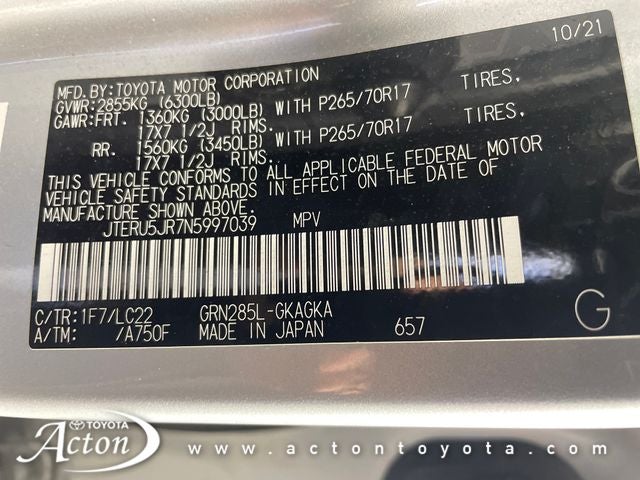 10/21
MFD. BY: TOYOTA MOTOR CORPORATION
GVWR: 2855KG (6300LB)
GAWR: FRT. 1360KG (3000LB) WITH P265/70R17 TIRES,
17X7 1/2J RIMS.
RR. 1560KG (3450LB) WITH P265/70R17 TIRES,
17X7 1/2J RIMS.
THIS VEHICLE CONFORMS TO ALL APPLICABLE FEDERAL MOTOR
VEHICLE SAFETY STANDARDS IN EFFECT ON THE DATE OF
MANUFACTURE SHOWN ABOVE.
JTERU5JR7N5997039 MPV
C/TR: 1F7/LC22 GRN285L-GKAGKA
A/TM: /A750F MADE IN JAPAN 657 G
TOYOTA
Acton www.actontoyota.com